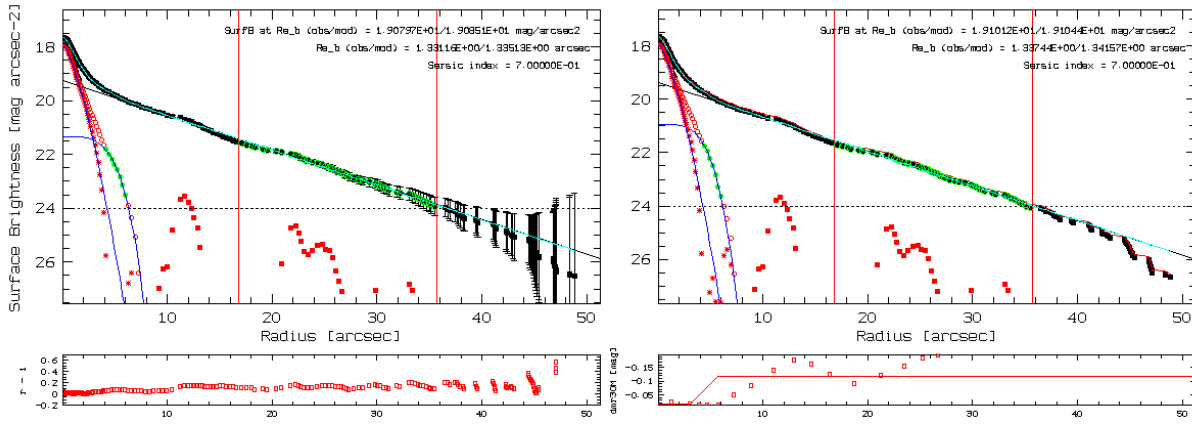 SurfB at Re_b (obs/mod) = 1.90797E+01/1.90851E+01 mag/arcsec2
Re_b (obs/mod) = 1.33116E+00/1.33513E+00 arcsec
Sersic index = 7.00000E-01
Surface Brightness [mag arcsec-2]
18
20
22
24
26
0 10 20 30 40 50
Radius [arcsec]
r - i
0.6
0.4
0.2
0
-0.2
0 10 20 30 40 50
SurfB at Re_b (obs/mod) = 1.91012E+01/1.91044E+01 mag/arcsec2
Re_b (obs/mod) = 1.33744E+00/1.34157E+00 arcsec
Sersic index = 7.00000E-01
18
20
22
24
26
0 10 20 30 40 50
Radius [arcsec]
-0.15
-0.1
-0.05
0 10 20 30 40 50